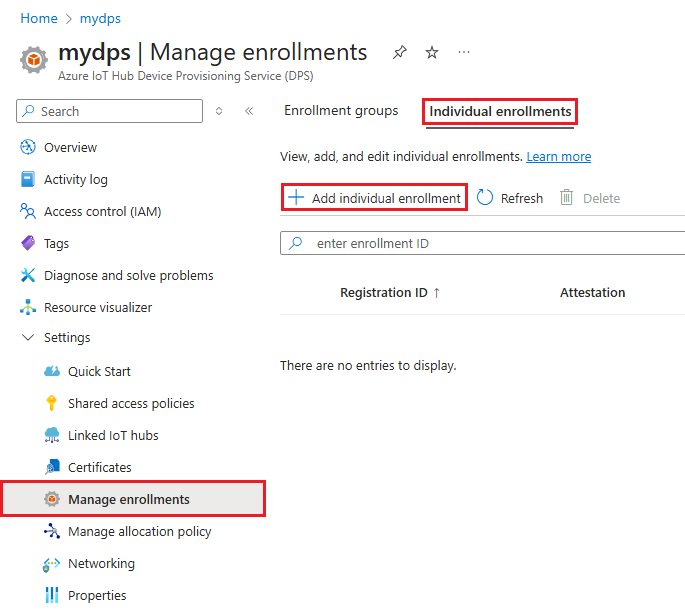 Home > mydps
mydps | Manage enrollments
Azure IoT Hub Device Provisioning Service (DPS)
Search
Overview
Activity log
Access control (IAM)
Tags
Diagnose and solve problems
Resource visualizer
Settings
Quick Start
Shared access policies
Linked IoT hubs
Certificates
Manage enrollments
Manage allocation policy
Networking
Properties
Enrollment groups Individual enrollments
View, add, and edit individual enrollments. Learn more
Add individual enrollment Refresh Delete
enter enrollment ID
Registration ID ↑ Attestation
There are no entries to display.